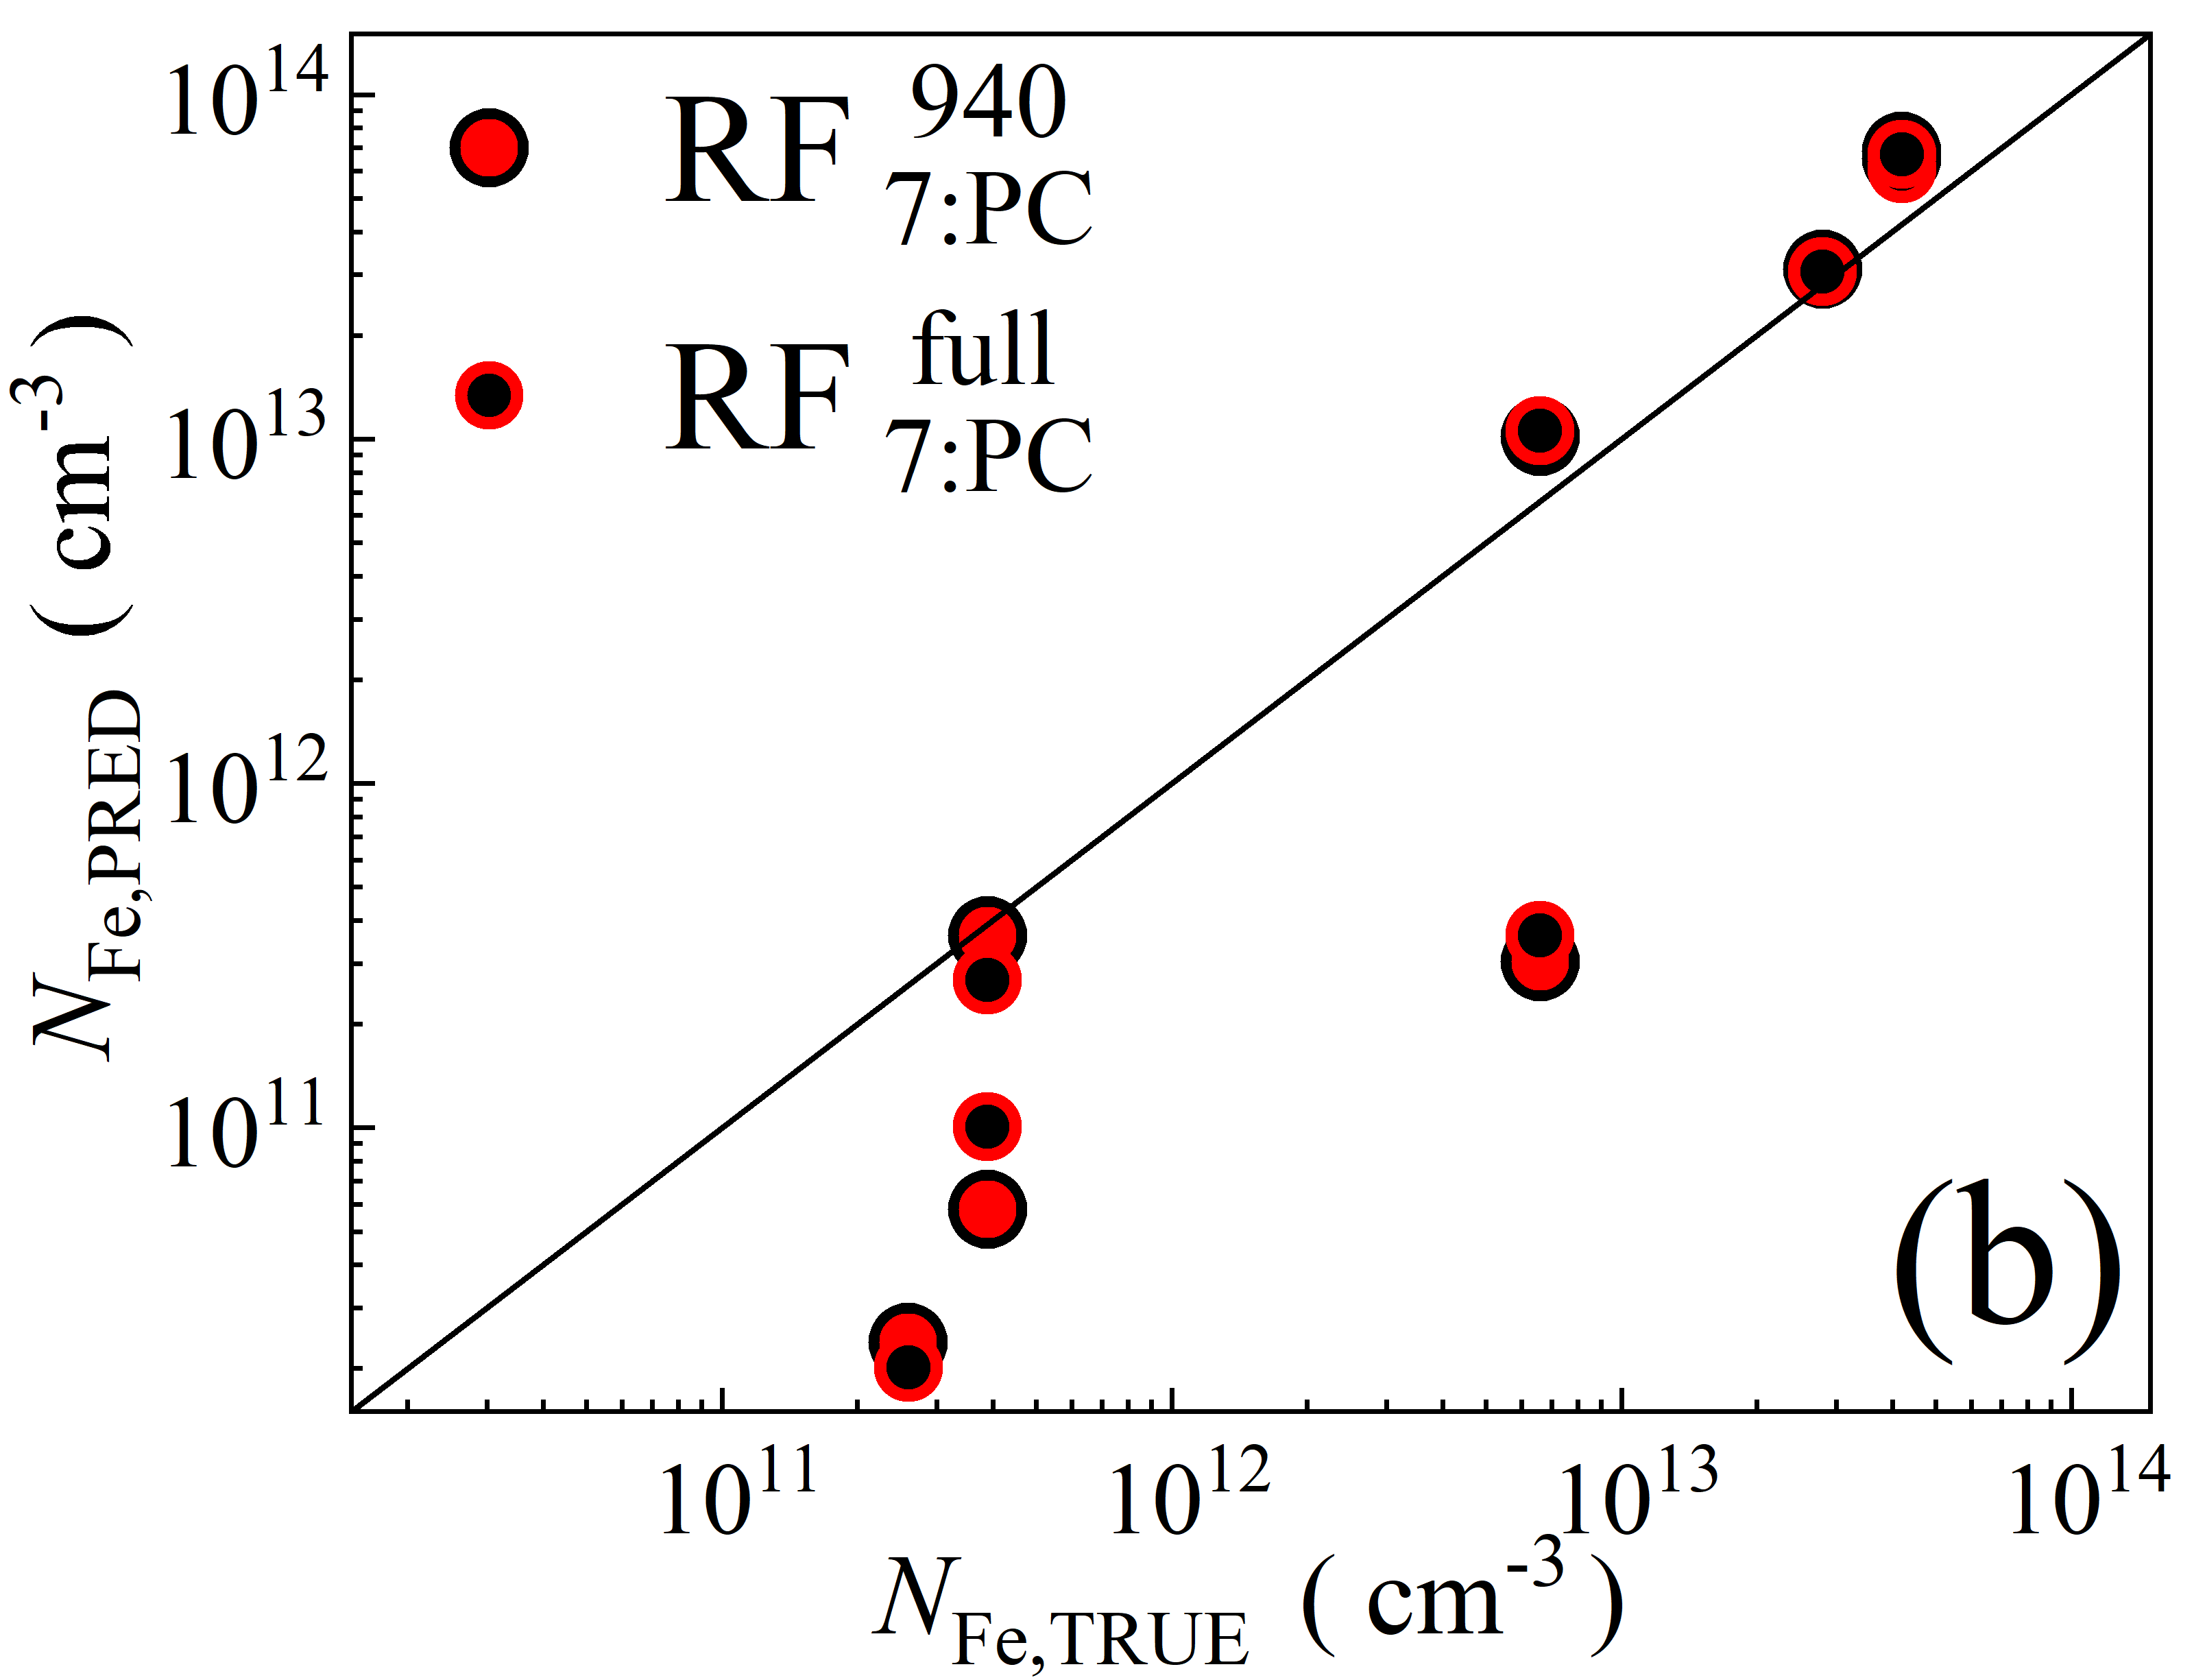 10^14
10^13
10^12
10^11
N_Fe,PRED ( cm^-3 )
RF 940 7:PC
RF full 7:PC
(b)
10^11 10^12 10^13 10^14
N_Fe,TRUE ( cm^-3 )